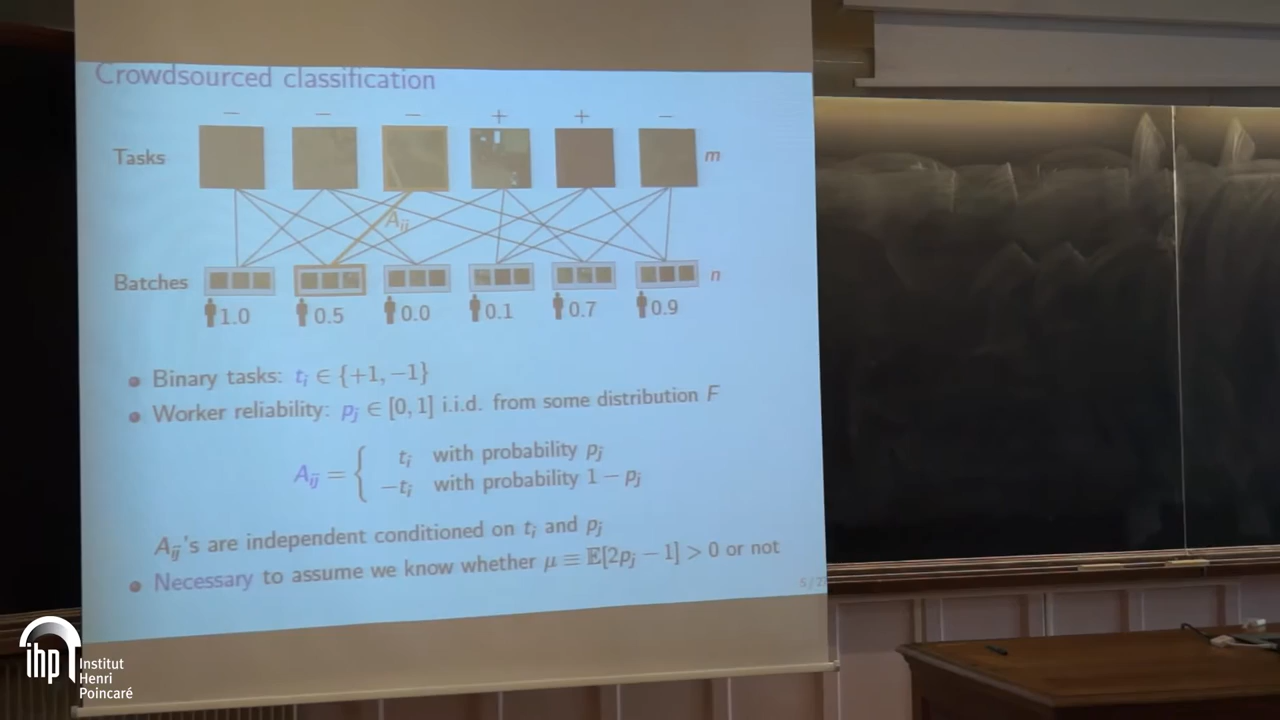 Crowdsourced classification
− − − + + −
Tasks
m
A_ij
Batches
n
1.0 0.5 0.0 0.1 0.7 0.9
Binary tasks: t_i ∈ {+1, −1}
Worker reliability: p_j ∈ [0, 1] i.i.d. from some distribution F
A_ij = { t_i with probability p_j
−t_i with probability 1 − p_j
A_ij's are independent conditioned on t_i and p_j
Necessary to assume we know whether μ ≡ 𝔼[2p_j − 1] > 0 or not
ihp
Institut
Henri
Poincaré